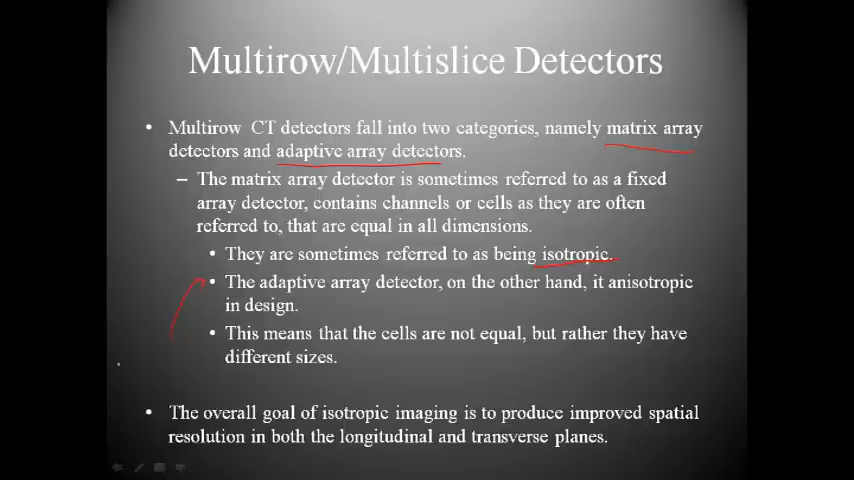 Multirow/Multislice Detectors
• Multirow CT detectors fall into two categories, namely matrix array
detectors and adaptive array detectors.
– The matrix array detector is sometimes referred to as a fixed
array detector, contains channels or cells as they are often
referred to, that are equal in all dimensions.
• They are sometimes referred to as being isotropic.
• The adaptive array detector, on the other hand, it anisotropic
in design.
• This means that the cells are not equal, but rather they have
different sizes.
• The overall goal of isotropic imaging is to produce improved spatial
resolution in both the longitudinal and transverse planes.